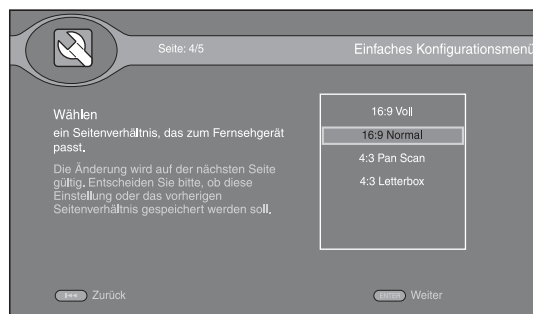 Seite: 4/5
Einfaches Konfigurationsmenü
Wählen
ein Seitenverhältnis, das zum Fernsehgerät
passt.
Die Änderung wird auf der nächsten Seite
gültig. Entscheiden Sie bitte, ob diese
Einstellung oder das vorherigen
Seitenverhältnis gespeichert werden soll.
16:9 Voll
16:9 Normal
4:3 Pan Scan
4:3 Letterbox
Zurück
ENTER Weiter